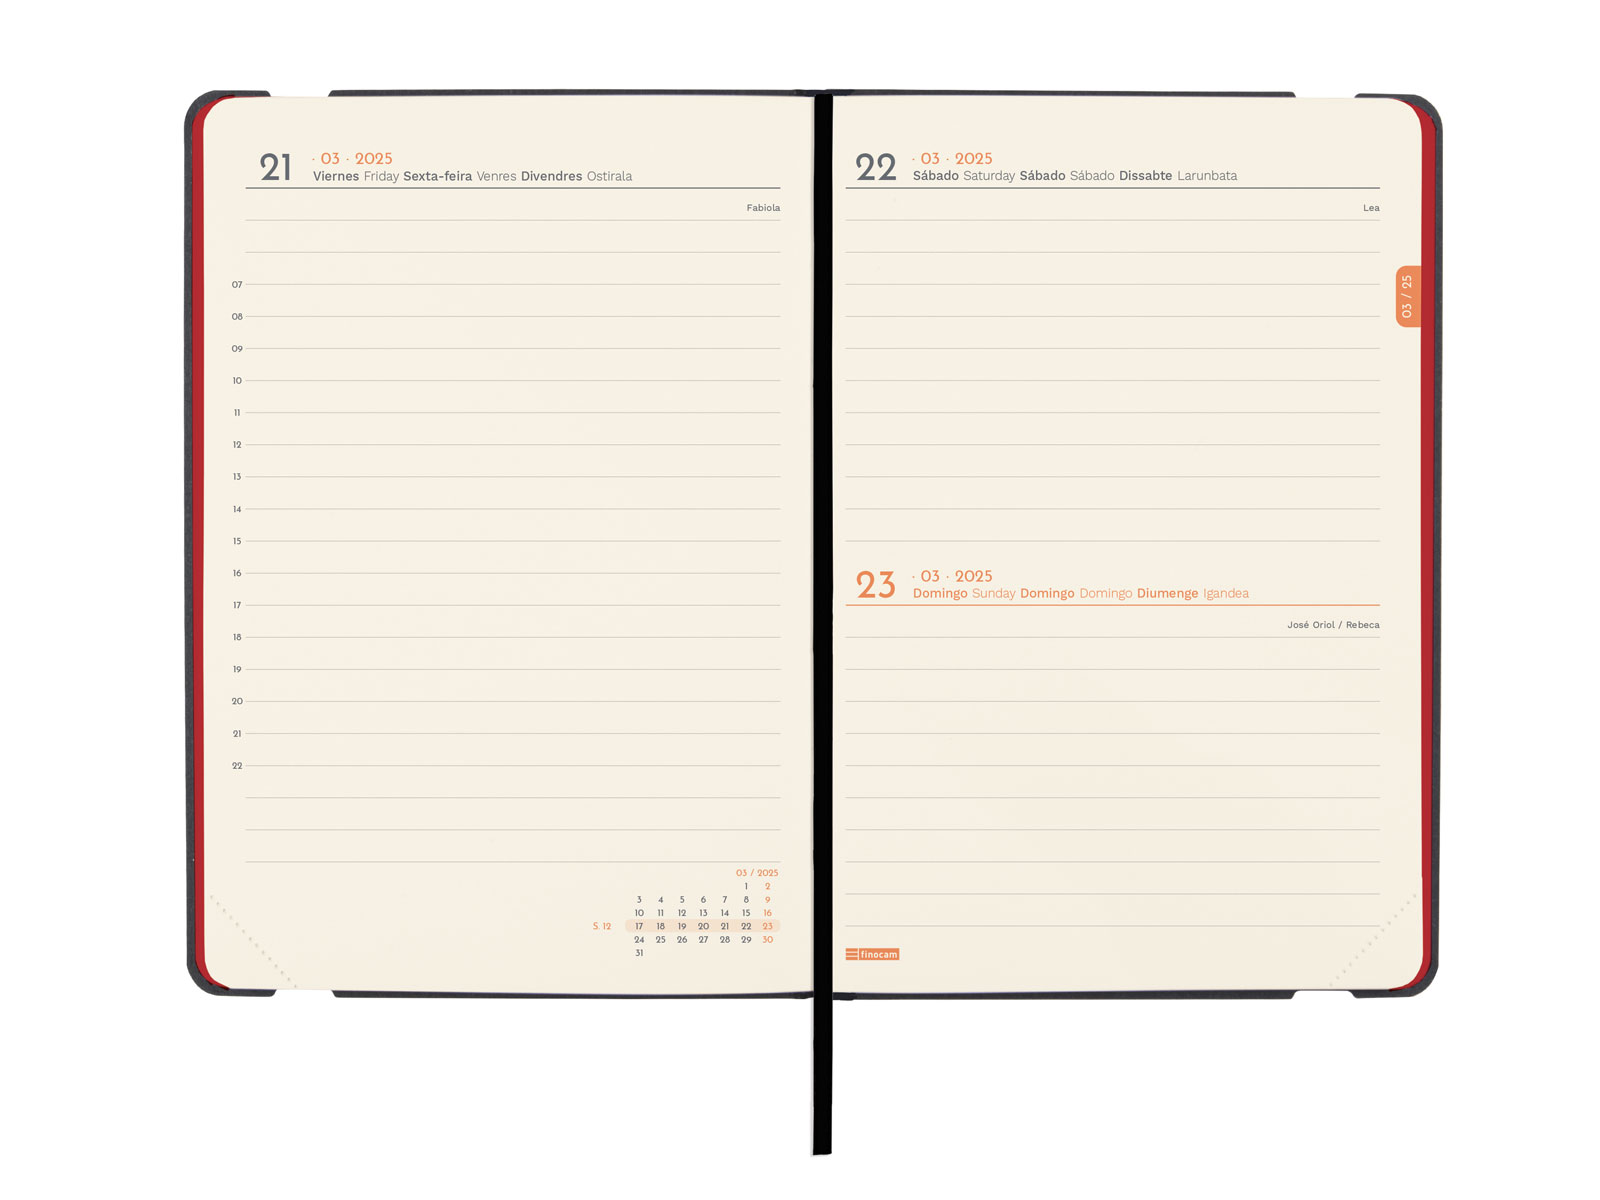 21 · 03 · 2025
Viernes Friday Sexta-feira Venres Divendres Ostirala
Fabiola
07
08
09
10
11
12
13
14
15
16
17
18
19
20
21
22
03 / 2025
1 2
3 4 5 6 7 8 9
10 11 12 13 14 15 16
S. 12 17 18 19 20 21 22 23
24 25 26 27 28 29 30
31
22 · 03 · 2025
Sábado Saturday Sábado Sábado Dissabte Larunbata
Lea
03 / 25
23 · 03 · 2025
Domingo Sunday Domingo Domingo Diumenge Igandea
José Oriol / Rebeca
finocam